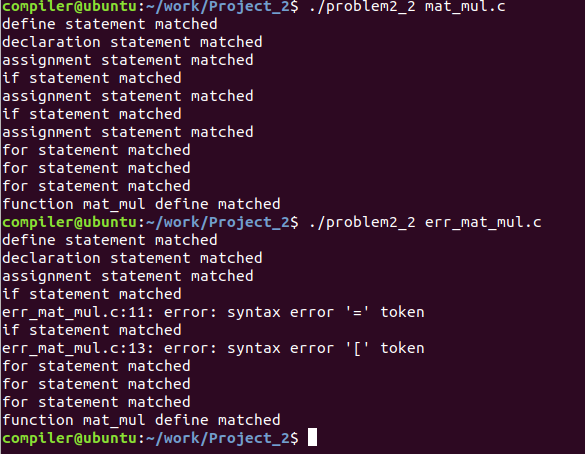 compiler@ubuntu:~/work/Project_2$ ./problem2_2 mat_mul.c
define statement matched
declaration statement matched
assignment statement matched
if statement matched
assignment statement matched
if statement matched
assignment statement matched
for statement matched
for statement matched
for statement matched
function mat_mul define matched
compiler@ubuntu:~/work/Project_2$ ./problem2_2 err_mat_mul.c
define statement matched
declaration statement matched
assignment statement matched
if statement matched
err_mat_mul.c:11: error: syntax error '=' token
if statement matched
err_mat_mul.c:13: error: syntax error '[' token
for statement matched
for statement matched
for statement matched
function mat_mul define matched
compiler@ubuntu:~/work/Project_2$